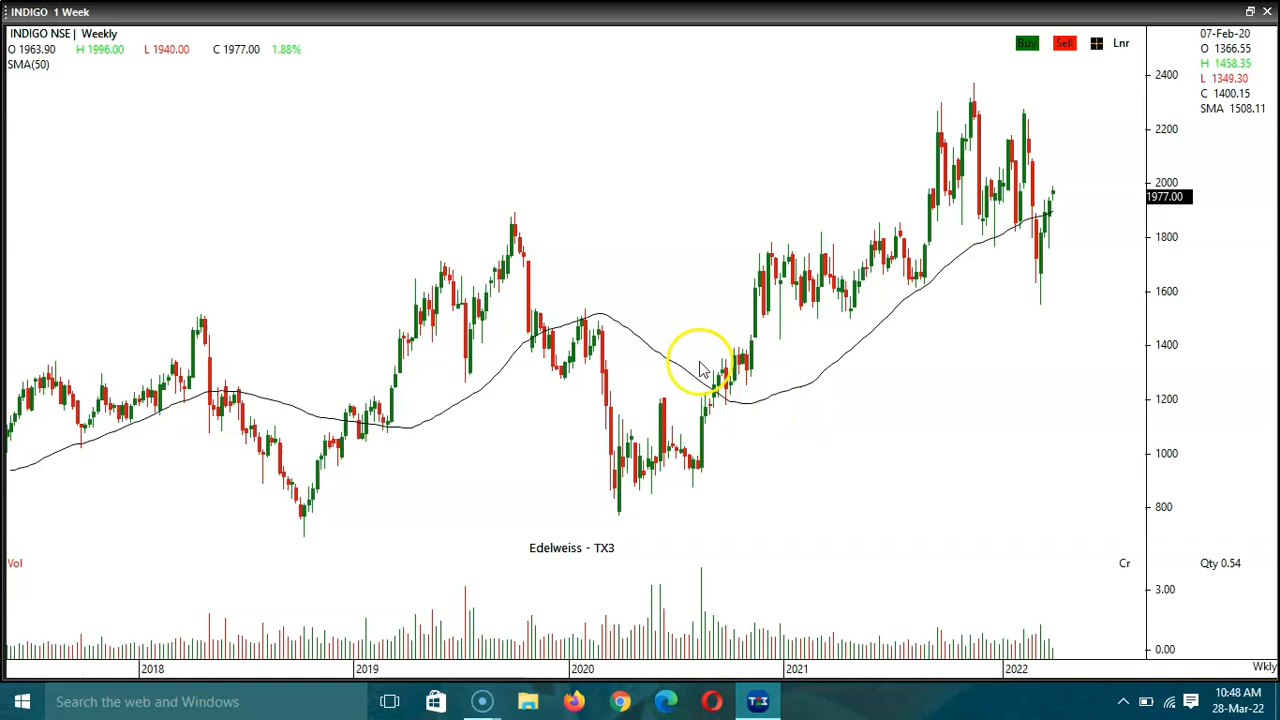 INDIGO 1 Week
INDIGO NSE | Weekly
O 1963.90 H 1996.00 L 1940.00 C 1977.00 1.88%
SMA(50)
Buy Sell Lnr
07-Feb-20
O 1366.55
H 1458.35
L 1349.30
C 1400.15
SMA 1508.11
2400
2200
2000
1977.00
1800
1600
1400
1200
1000
800
Edelweiss - TX3
Vol Cr Qty 0.54
3.00
0.00
2018 2019 2020 2021 2022 Wkly
Search the web and Windows
TX3
10:48 AM
28-Mar-22